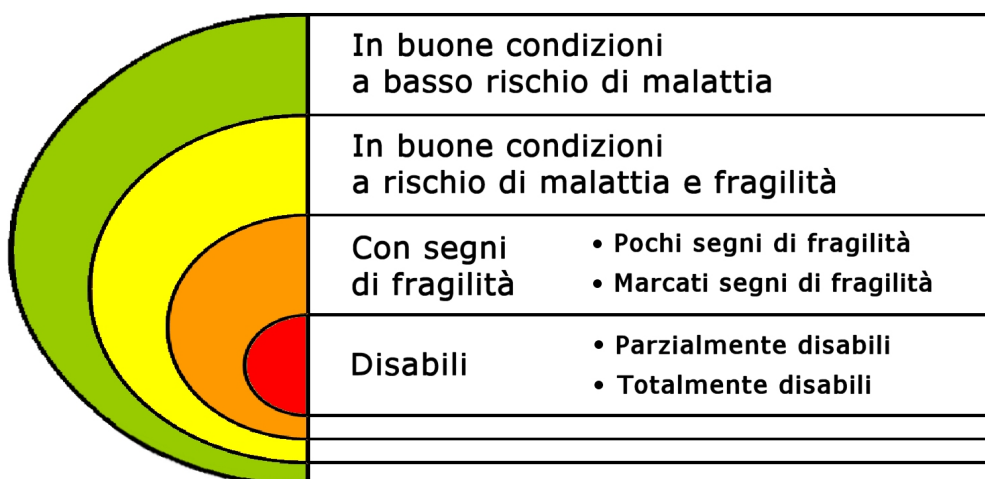 In buone condizioni
a basso rischio di malattia
In buone condizioni
a rischio di malattia e fragilità
Con segni
di fragilità
• Pochi segni di fragilità
• Marcati segni di fragilità
Disabili
• Parzialmente disabili
• Totalmente disabili